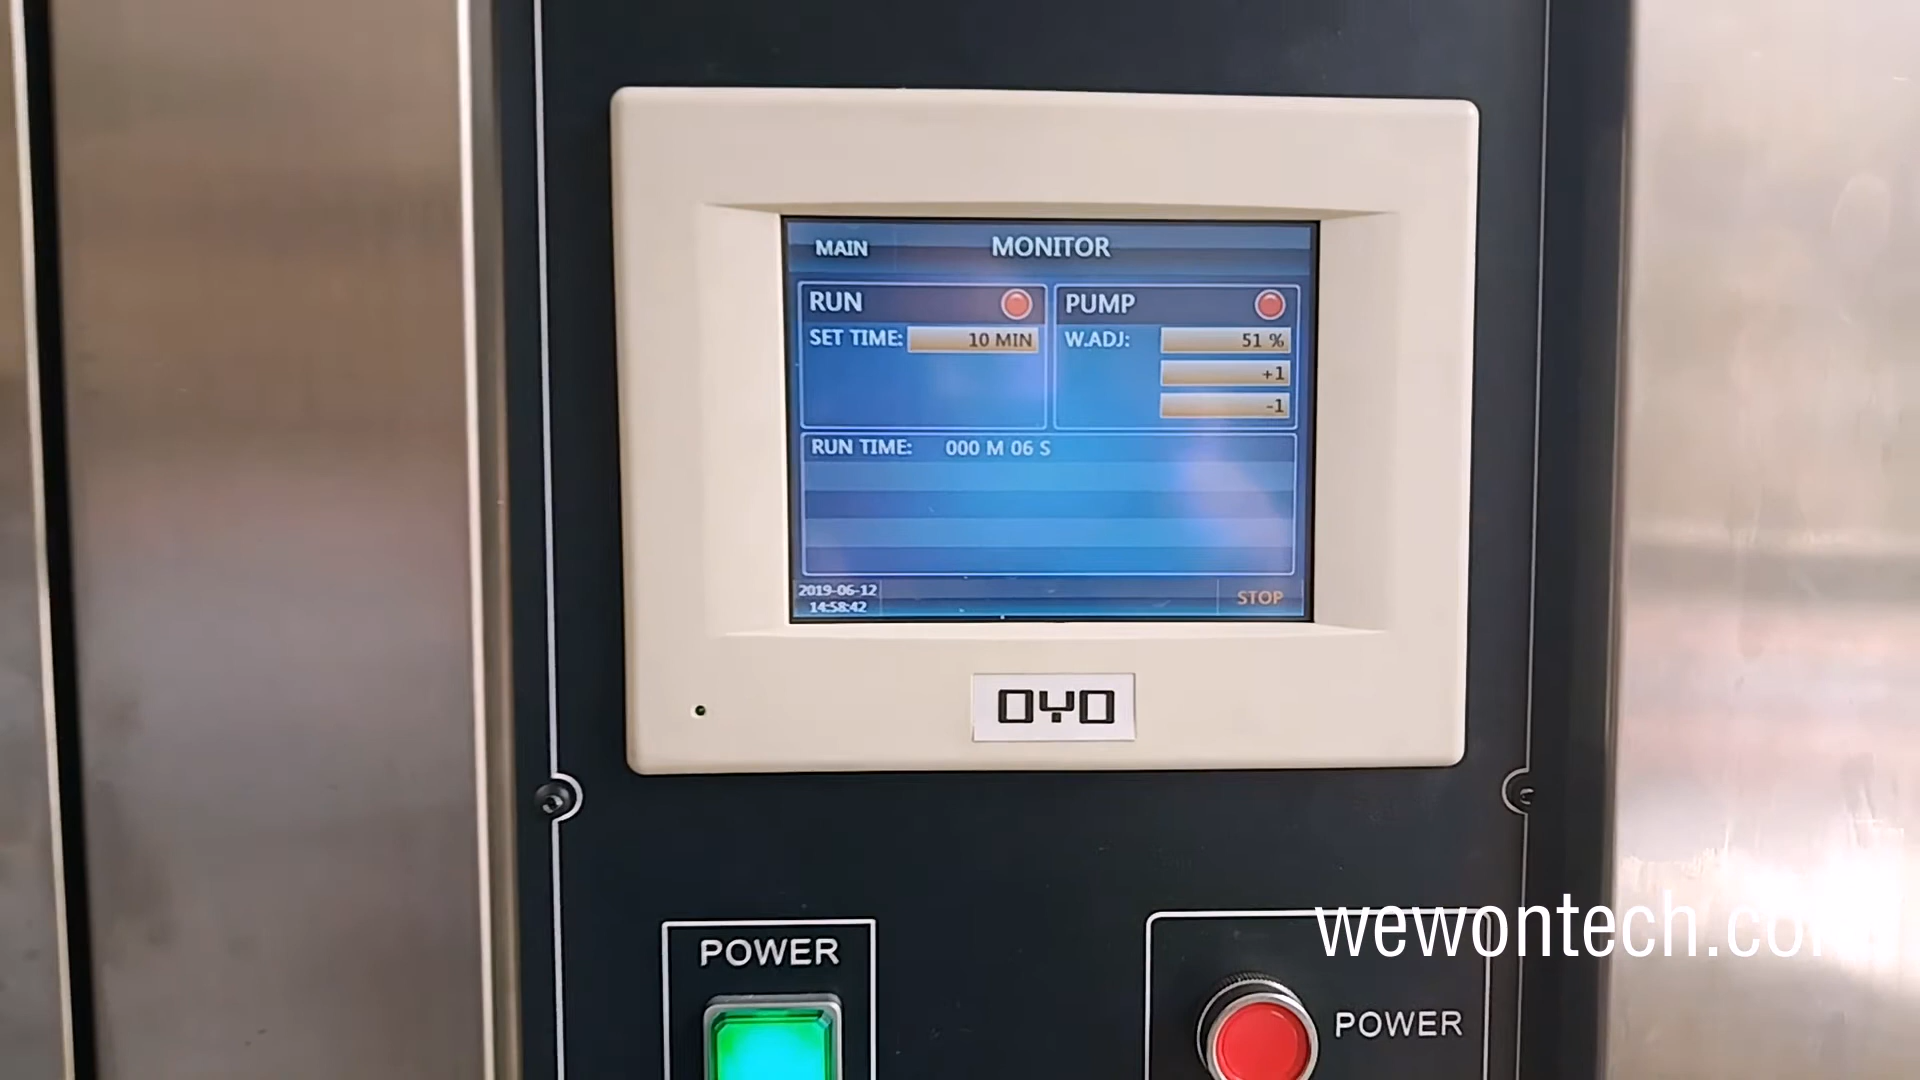 MAIN MONITOR
RUN
SET TIME: 10 MIN
PUMP
W.ADJ: 51 %
+1
-1
RUN TIME: 000 M 06 S
2019-06-12
14:58:42
STOP
OYO
POWER
POWER
wewontech.com